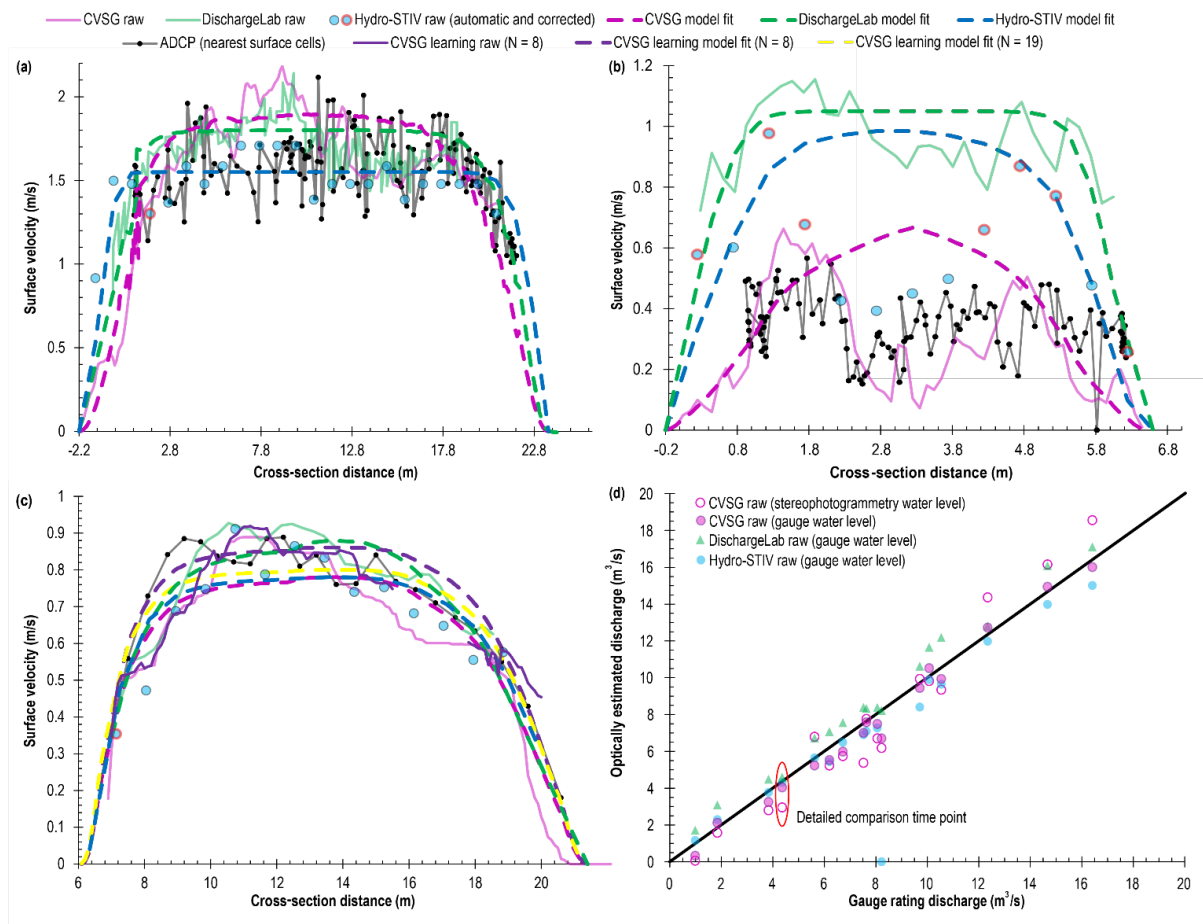 CVSG raw DischargeLab raw Hydro-STIV raw (automatic and corrected) CVSG model fit DischargeLab model fit Hydro-STIV model fit
ADCP (nearest surface cells) CVSG learning raw (N = 8) CVSG learning model fit (N = 8) CVSG learning model fit (N = 19)
(a)
Surface velocity (m/s)
2
1.5
1
0.5
0
-2.2 2.8 7.8 12.8 17.8 22.8
Cross-section distance (m)
(b)
Surface velocity (m/s)
1.2
1
0.8
0.6
0.4
0.2
0
-0.2 0.8 1.8 2.8 3.8 4.8 5.8 6.8
Cross-section distance (m)
(c)
Surface velocity (m/s)
1
0.9
0.8
0.7
0.6
0.5
0.4
0.3
0.2
0.1
0
6 8 10 12 14 16 18 20
Cross-section distance (m)
(d)
Optically estimated discharge (m³/s)
20
18
16
14
12
10
8
6
4
2
0
CVSG raw (stereophotogrammetry water level)
CVSG raw (gauge water level)
DischargeLab raw (gauge water level)
Hydro-STIV raw (gauge water level)
Detailed comparison time point
0 2 4 6 8 10 12 14 16 18 20
Gauge rating discharge (m³/s)